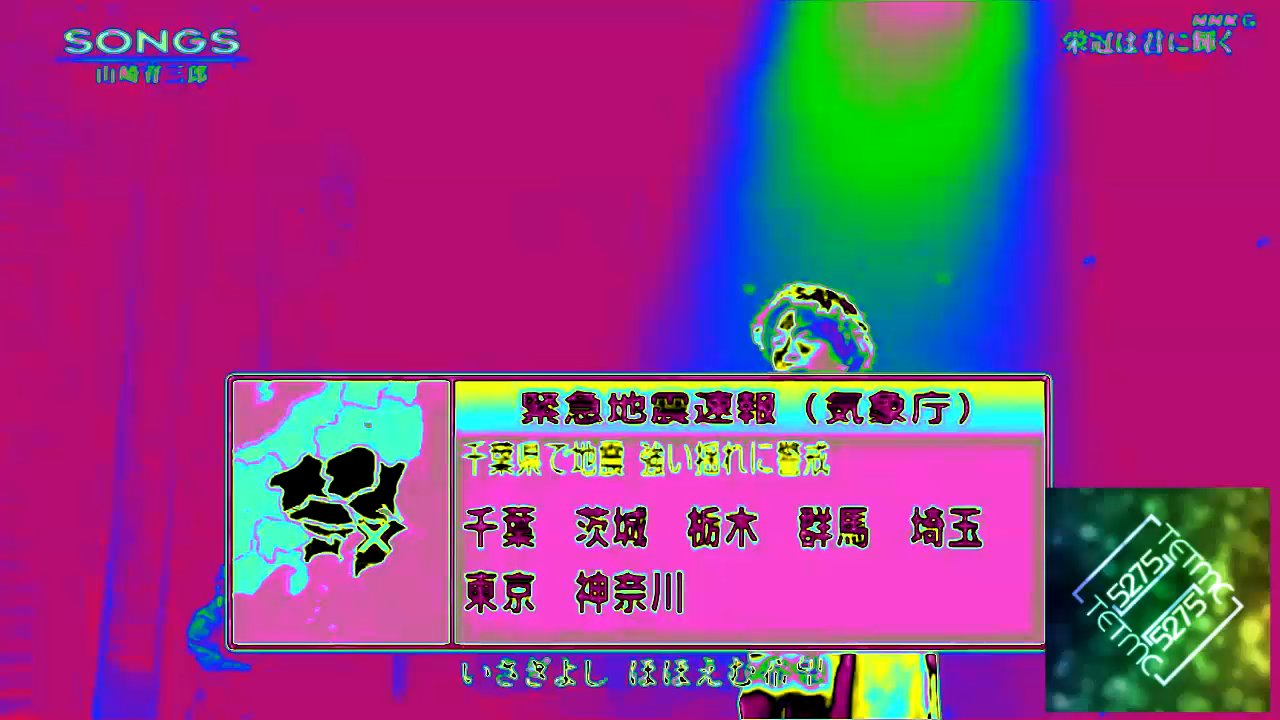 SONGS
山崎育三郎
NHK G
栄冠は君に輝く
緊急地震速報（気象庁）
千葉県で地震 強い揺れに警戒
千葉 茨城 栃木 群馬 埼玉
東京 神奈川
いさぎよし ほほえむ希望
TETMC
5275
TETMC
5275